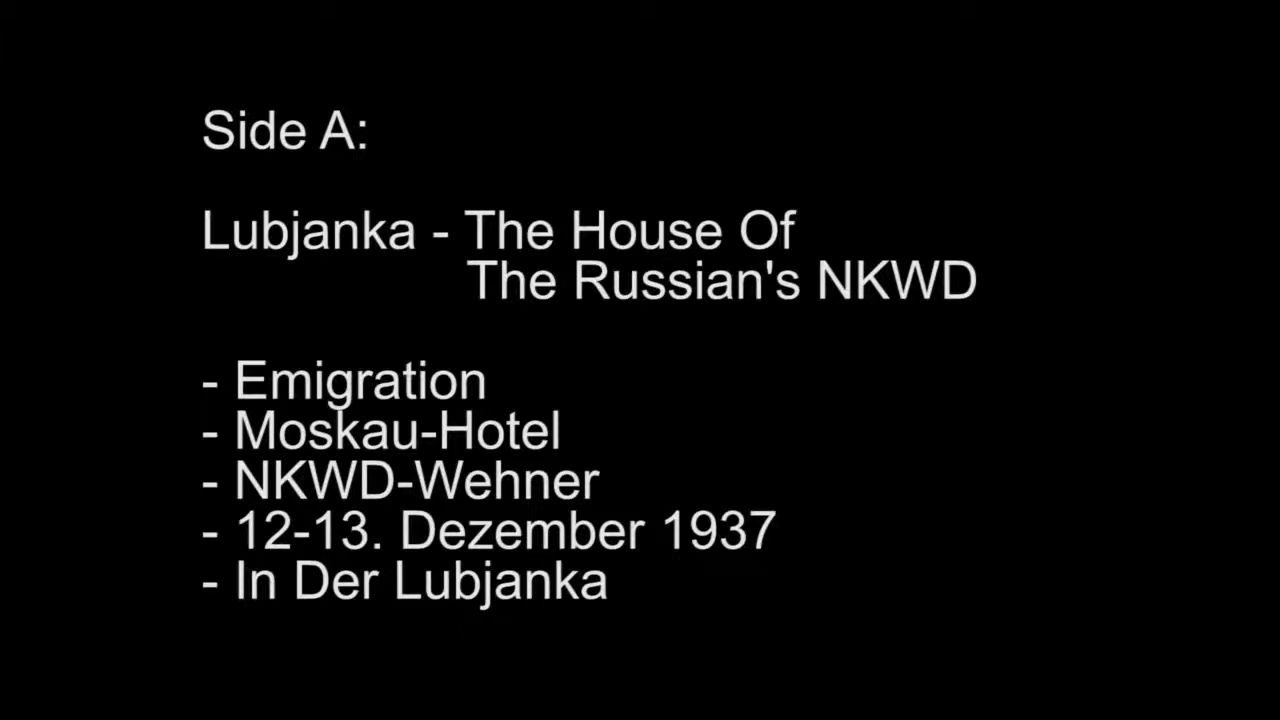 Side A:
Lubjanka - The House Of
The Russian's NKWD
- Emigration
- Moskau-Hotel
- NKWD-Wehner
- 12-13. Dezember 1937
- In Der Lubjanka